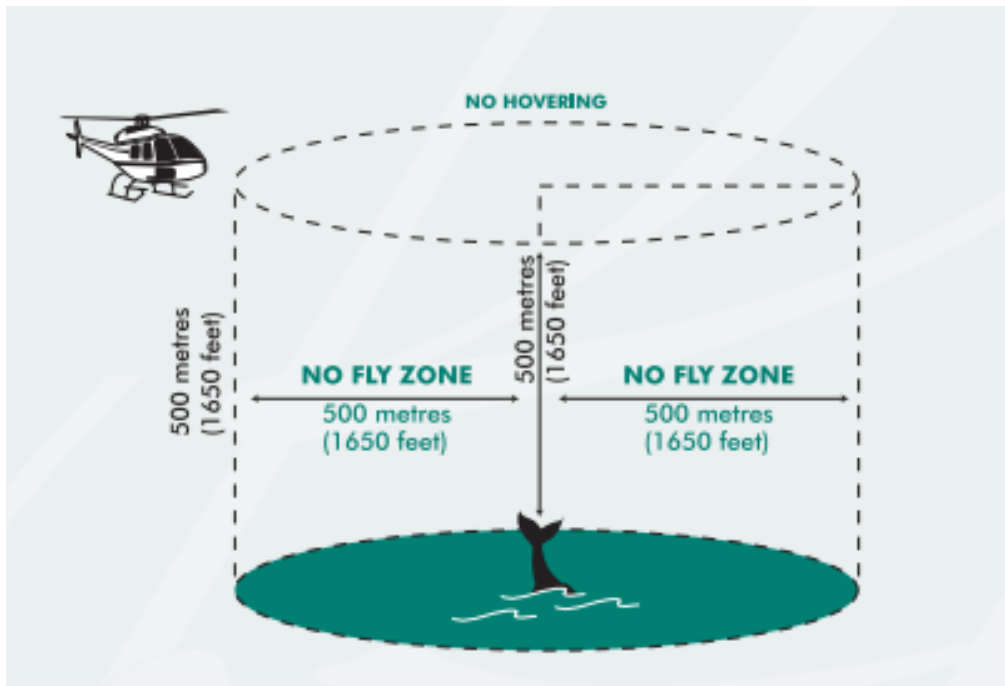 NO HOVERING
500 metres
(1650 feet)
500 metres
(1650 feet)
NO FLY ZONE
500 metres
(1650 feet)
NO FLY ZONE
500 metres
(1650 feet)